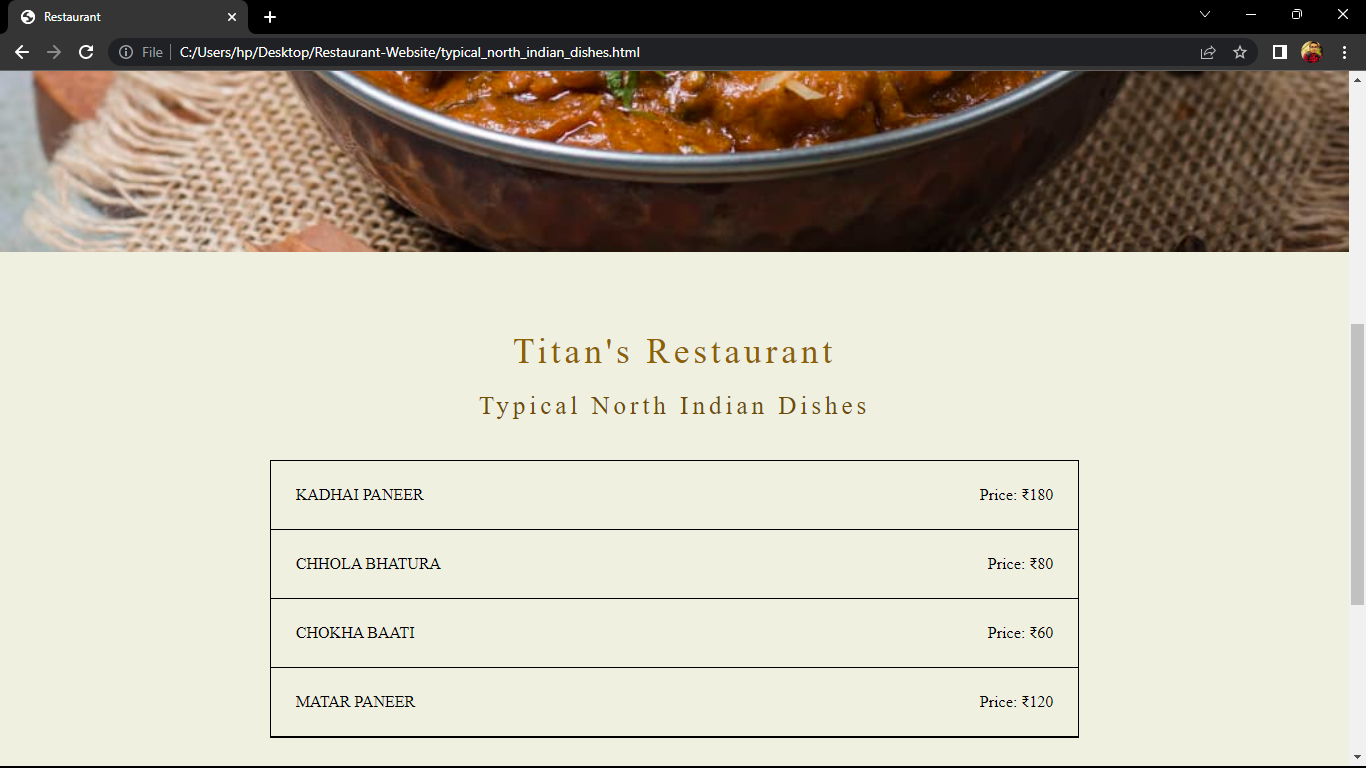 Restaurant
File
C:/Users/hp/Desktop/Restaurant-Website/typical_north_indian_dishes.html
Titan's Restaurant
Typical North Indian Dishes
KADHAI PANEER Price: ₹180
CHHOLA BHATURA Price: ₹80
CHOKHA BAATI Price: ₹60
MATAR PANEER Price: ₹120